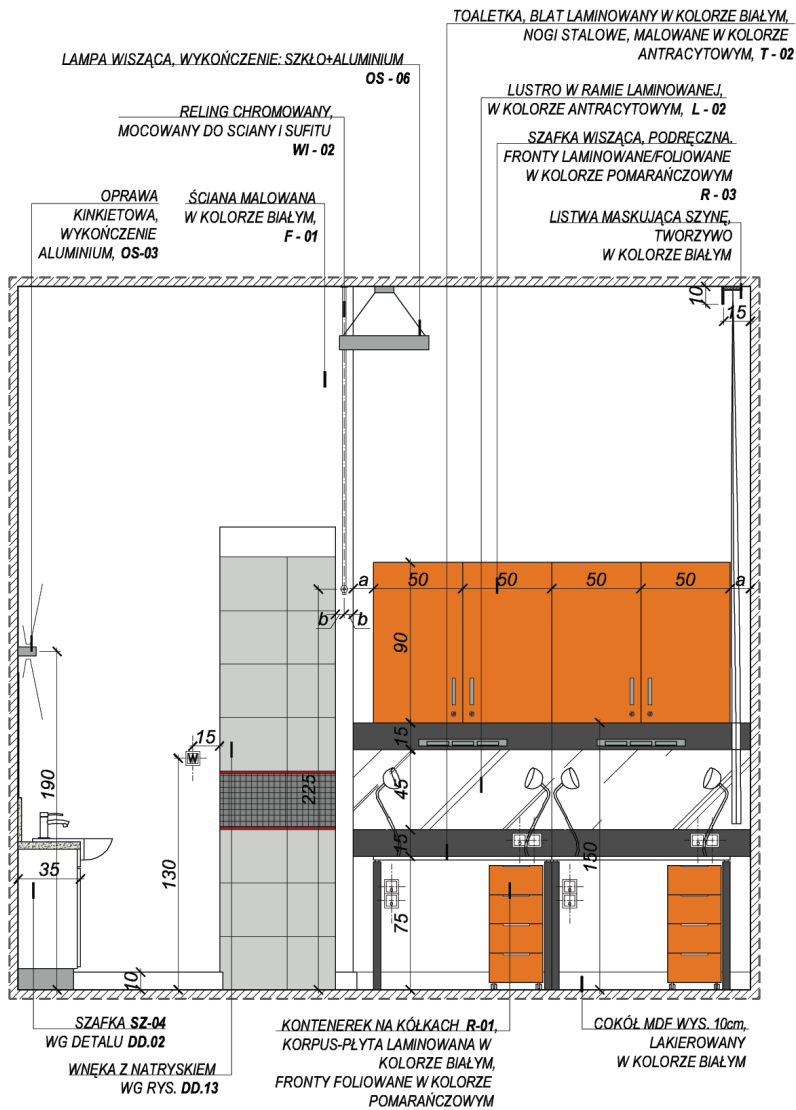 TOALETKA, BLAT LAMINOWANY W KOLORZE BIAŁYM,
NOGI STALOWE, MALOWANE W KOLORZE
ANTRACYTOWYM, T - 02
LAMPA WISZĄCA, WYKOŃCZENIE: SZKŁO+ALUMINIUM
OS - 06
LUSTRO W RAMIE LAMINOWANEJ,
W KOLORZE ANTRACYTOWYM, L - 02
RELING CHROMOWANY,
MOCOWANY DO SCIANY I SUFITU
WI - 02
SZAFKA WISZĄCA, PODRĘCZNA.
FRONTY LAMINOWANE/FOLIOWANE
W KOLORZE POMARAŃCZOWYM
R - 03
OPRAWA
KINKIETOWA,
WYKOŃCZENIE
ALUMINIUM, OS-03
ŚCIANA MALOWANA
W KOLORZE BIAŁYM,
F - 01
LISTWA MASKUJĄCA SZYNĘ,
TWORZYWO
W KOLORZE BIAŁYM
10
15
a
50
50
50
50
a
b
b
90
15
W
15
190
225
45
15
150
35
130
75
10
SZAFKA SZ-04
WG DETALU DD.02
WNĘKA Z NATRYSKIEM
WG RYS. DD.13
KONTENEREK NA KÓŁKACH R-01,
KORPUS-PŁYTA LAMINOWANA W
KOLORZE BIAŁYM,
FRONTY FOLIOWANE W KOLORZE
POMARAŃCZOWYM
COKÓŁ MDF WYS. 10cm,
LAKIEROWANY
W KOLORZE BIAŁYM